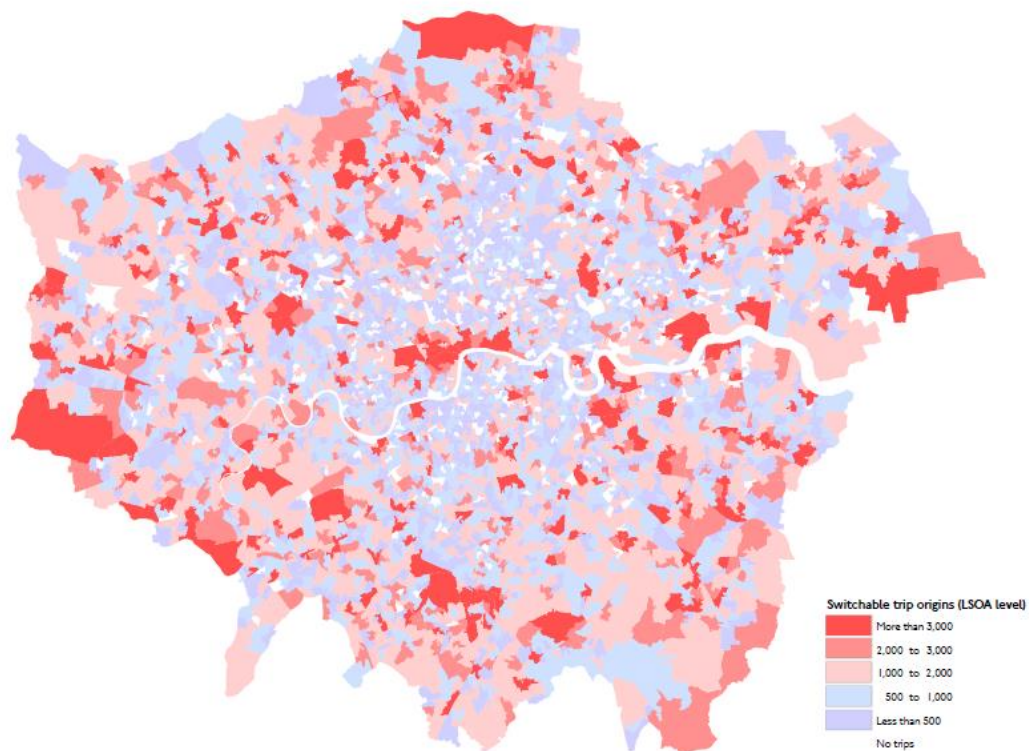 Switchable trip origins (LSOA level)
More than 3,000
2,000 to 3,000
1,000 to 2,000
500 to 1,000
Less than 500
No trips